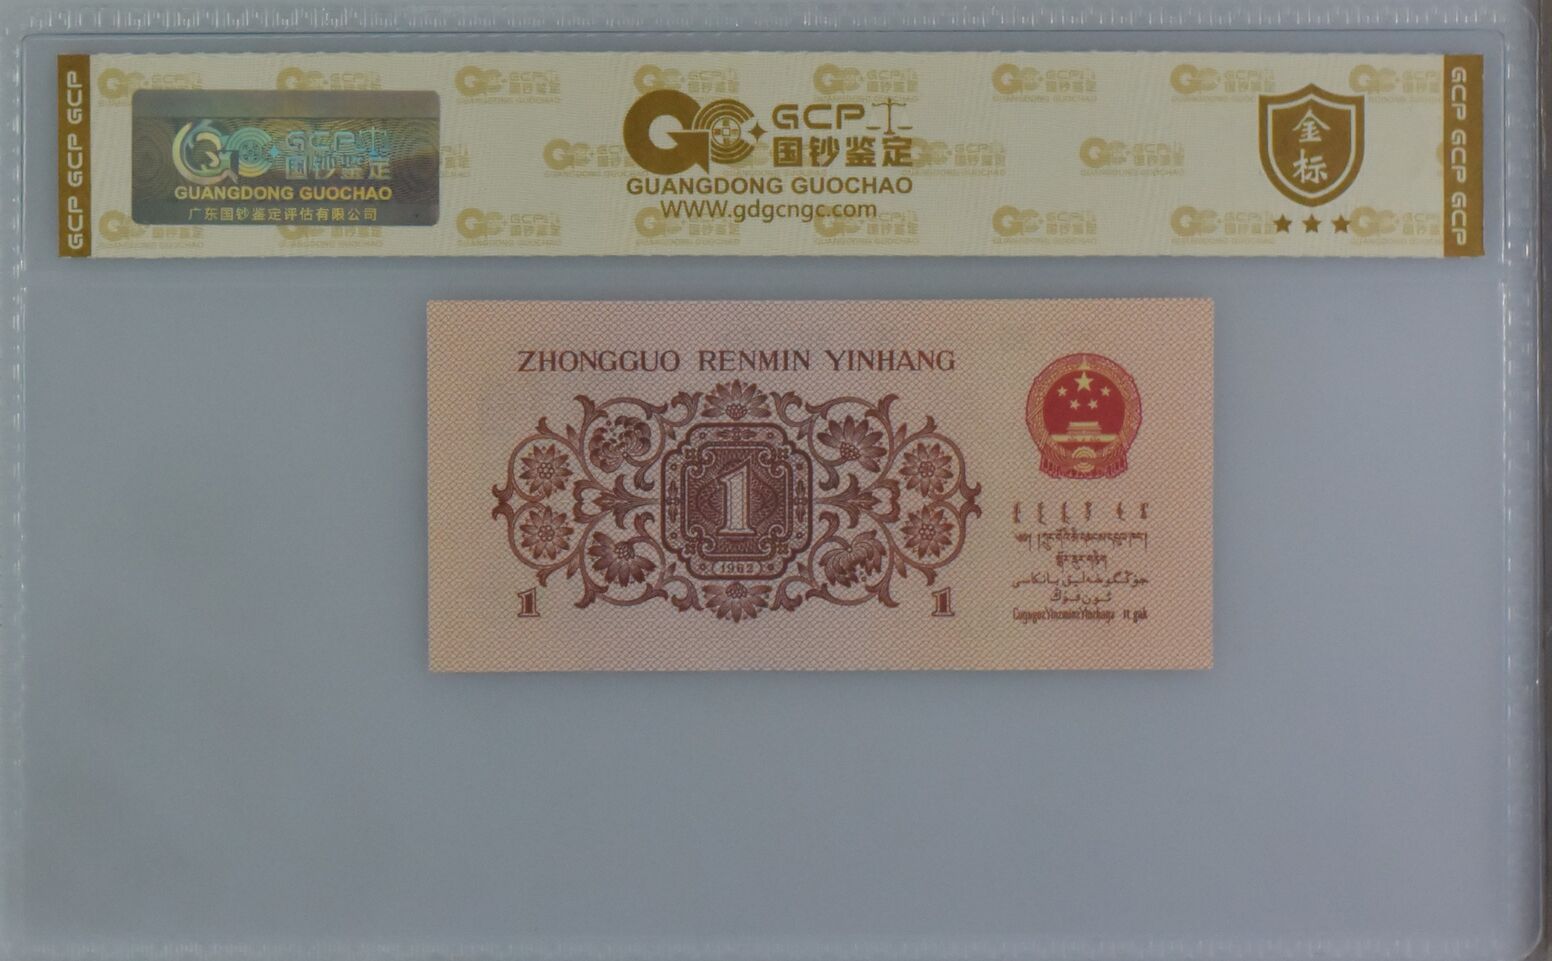 GCP GCP GCP
GCP 国钞鉴定
GUANGDONG GUOCHAO
广东国钞鉴定评估有限公司
GCP
国钞鉴定
GUANGDONG GUOCHAO
WWW.gdgcngc.com
金标
GCP GCP GCP
ZHONGGUO RENMIN YINHANG
1
1962
1
1